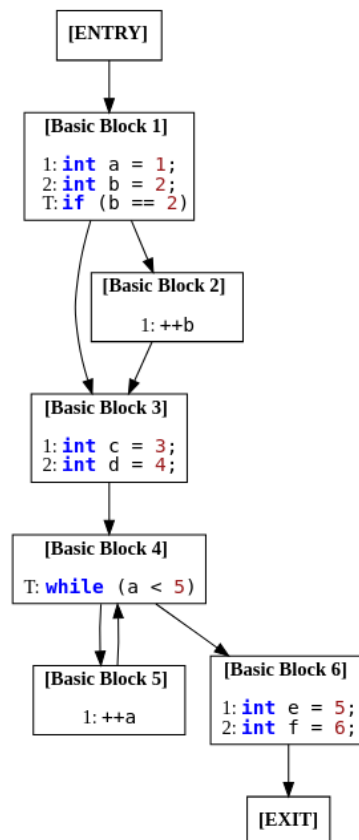 [ENTRY]
[Basic Block 1]
1: int a = 1;
2: int b = 2;
T: if (b == 2)
[Basic Block 2]
1: ++b
[Basic Block 3]
1: int c = 3;
2: int d = 4;
[Basic Block 4]
T: while (a < 5)
[Basic Block 5]
1: ++a
[Basic Block 6]
1: int e = 5;
2: int f = 6;
[EXIT]